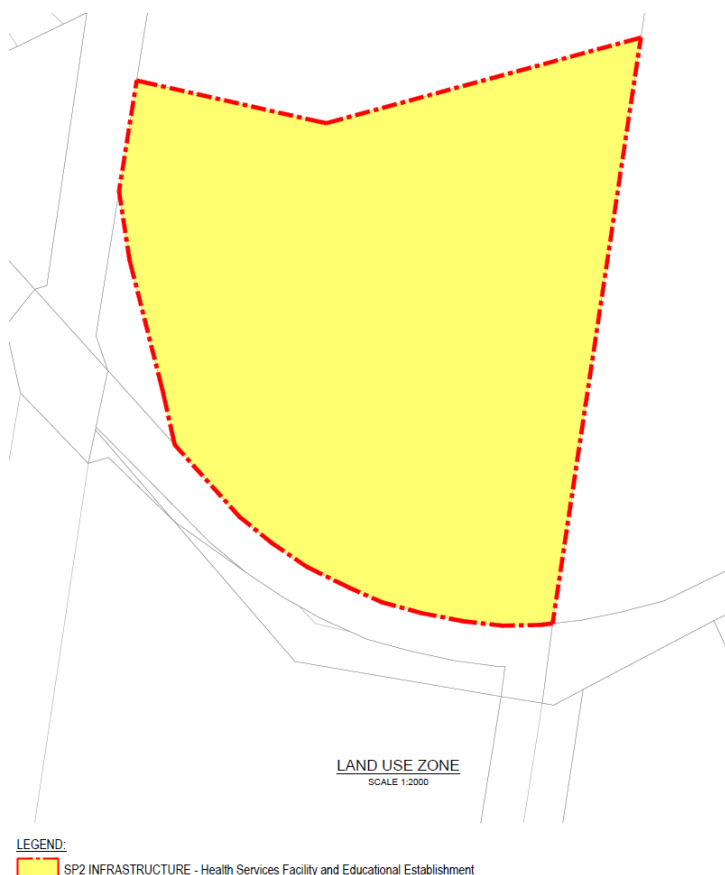 LAND USE ZONE
SCALE 1:2000
LEGEND:
SP2 INFRASTRUCTURE - Health Services Facility and Educational Establishment